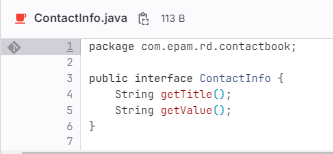 ContactInfo.java 113 B
1 package com.epam.rd.contactbook;
2
3 public interface ContactInfo {
4     String getTitle();
5     String getValue();
6 }
7